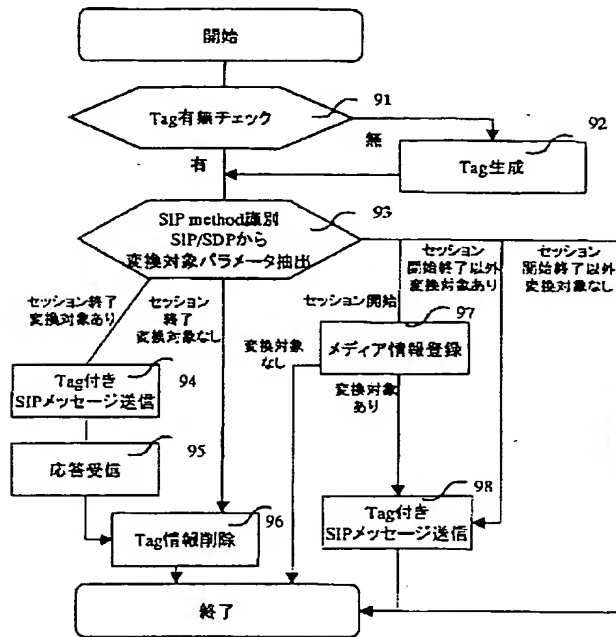 開始
Tag有無チェック
91
92
無
有
Tag生成
SIP method識別
SIP/SDPから
変換対象パラメータ抽出
93
セッション終了
変換対象あり
セッション
終了
変換対象なし
セッション開始
セッション
開始終了以外
変換対象あり
セッション
開始終了以外
変換対象なし
97
メディア情報登録
変換対象
なし
変換対象
あり
Tag付き
SIPメッセージ送信
94
応答受信
95
Tag情報削除
96
Tag付き
SIPメッセージ送信
98
終了